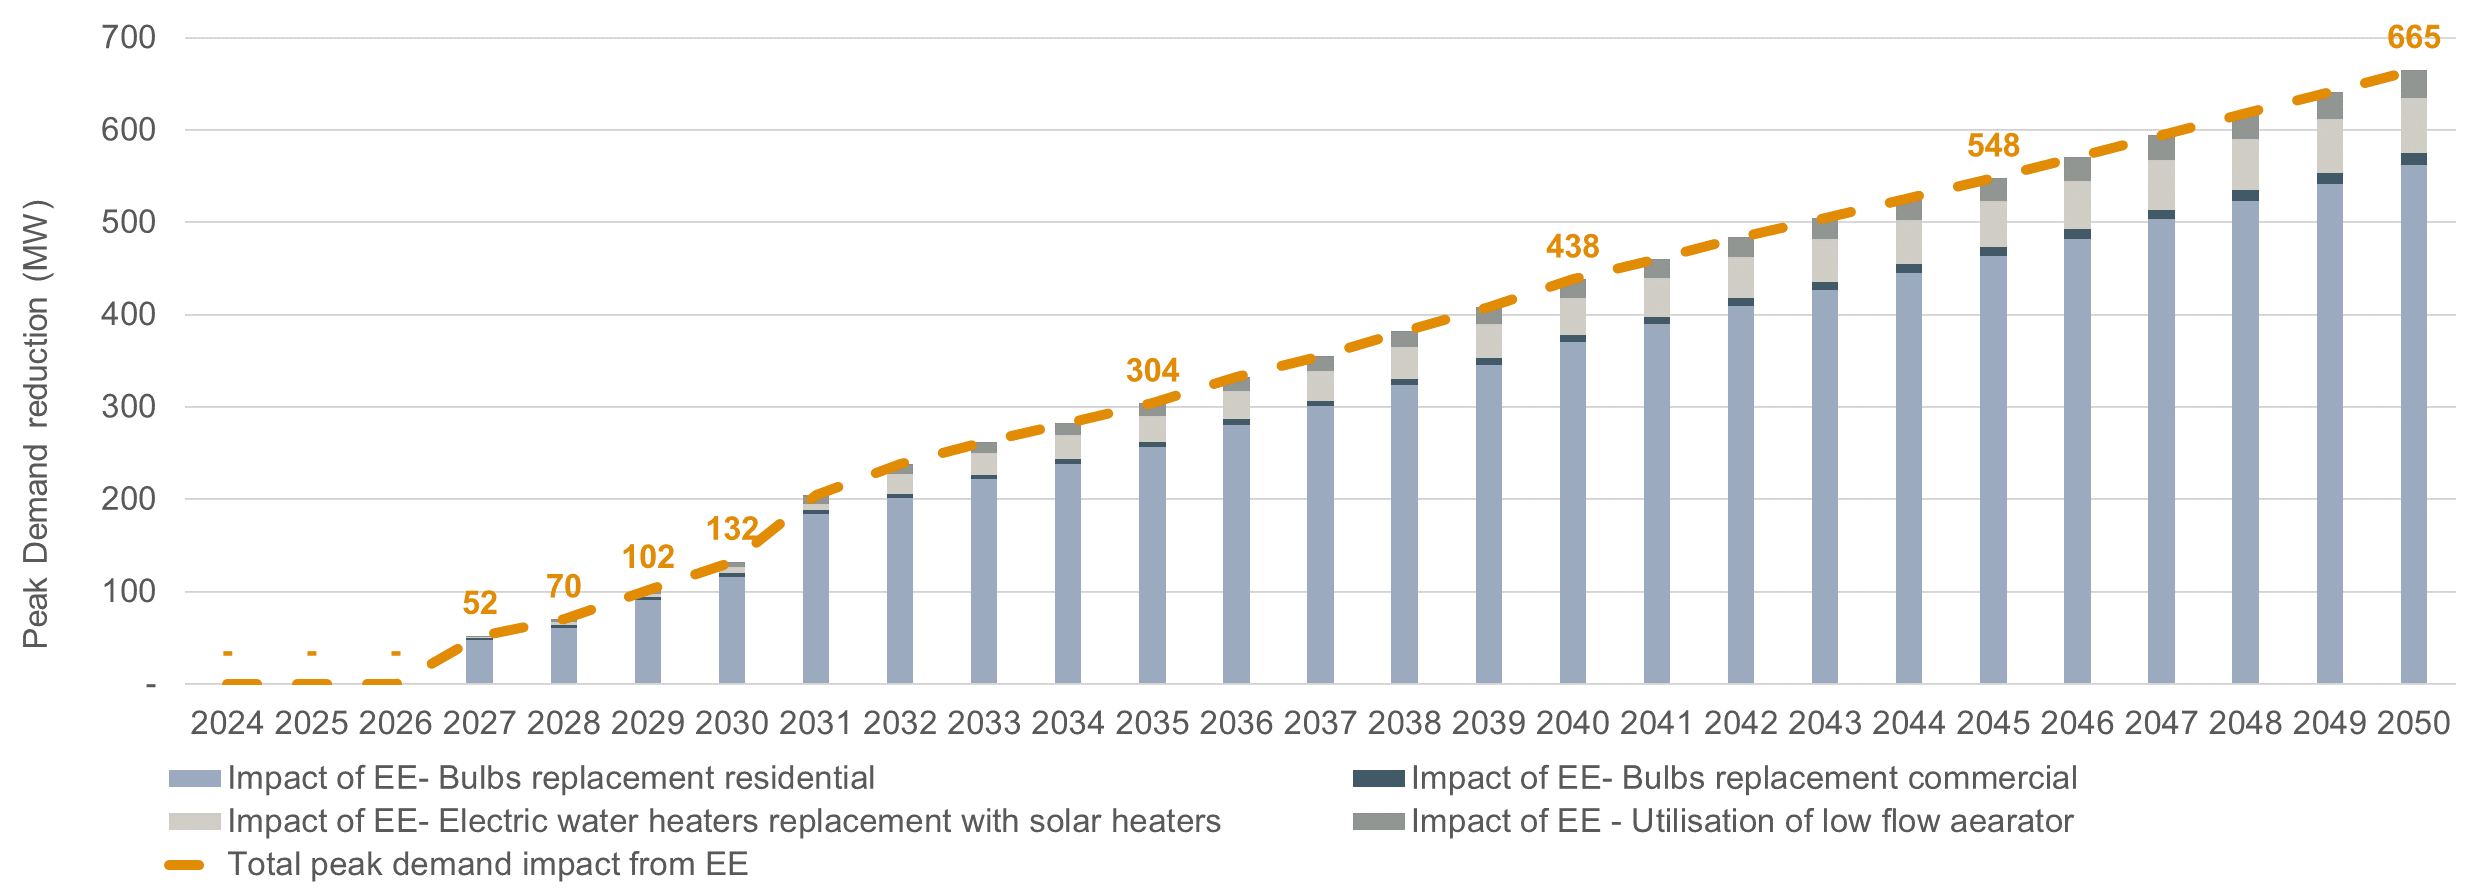 700
600
500
400
300
200
100
-
Peak Demand reduction (MW)
- - - 52 70 102 132 304 438 548 665
2024 2025 2026 2027 2028 2029 2030 2031 2032 2033 2034 2035 2036 2037 2038 2039 2040 2041 2042 2043 2044 2045 2046 2047 2048 2049 2050
Impact of EE- Bulbs replacement residential
Impact of EE- Bulbs replacement commercial
Impact of EE- Electric water heaters replacement with solar heaters
Impact of EE - Utilisation of low flow aearator
Total peak demand impact from EE